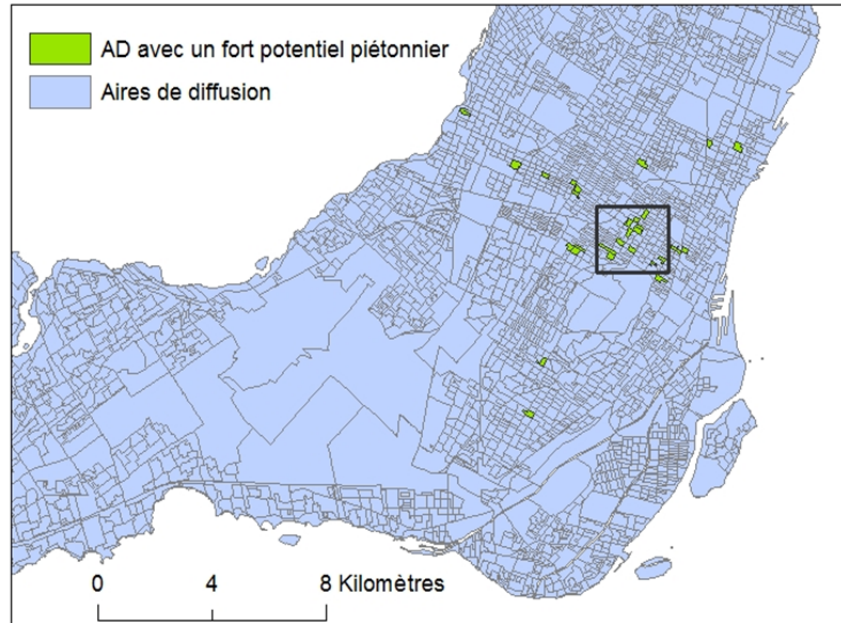 AD avec un fort potentiel piétonnier
Aires de diffusion
0 4 8 Kilomètres